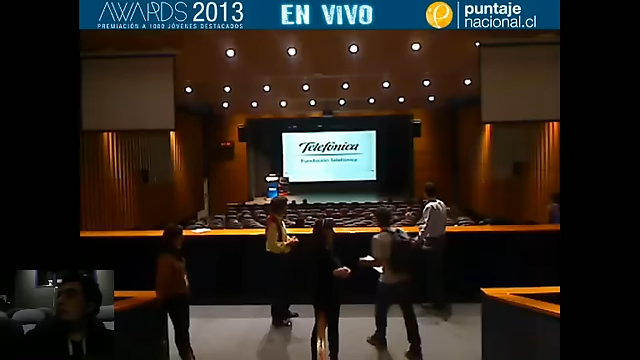 AWARDS 2013
PREMIACIÓN A 1000 JÓVENES DESTACADOS
EN VIVO
puntaje
nacional.cl
Telefónica
Fundación Telefónica